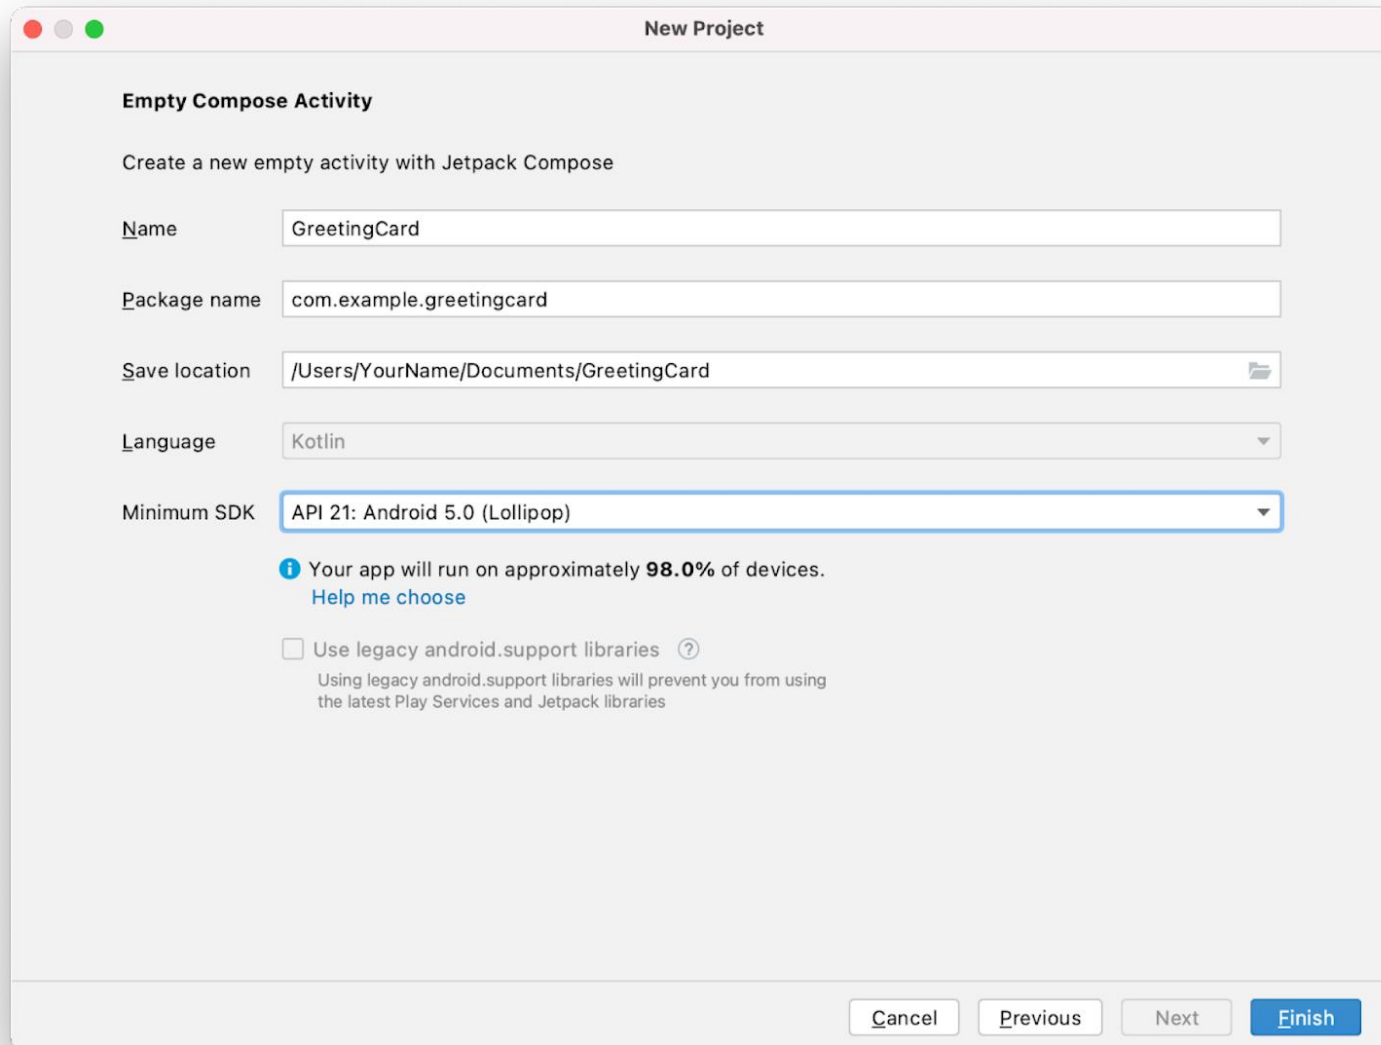 New Project
Empty Compose Activity
Create a new empty activity with Jetpack Compose
Name GreetingCard
Package name com.example.greetingcard
Save location /Users/YourName/Documents/GreetingCard
Language Kotlin
Minimum SDK API 21: Android 5.0 (Lollipop)
Your app will run on approximately 98.0% of devices.
Help me choose
Use legacy android.support libraries ?
Using legacy android.support libraries will prevent you from using
the latest Play Services and Jetpack libraries
Cancel Previous Next Finish